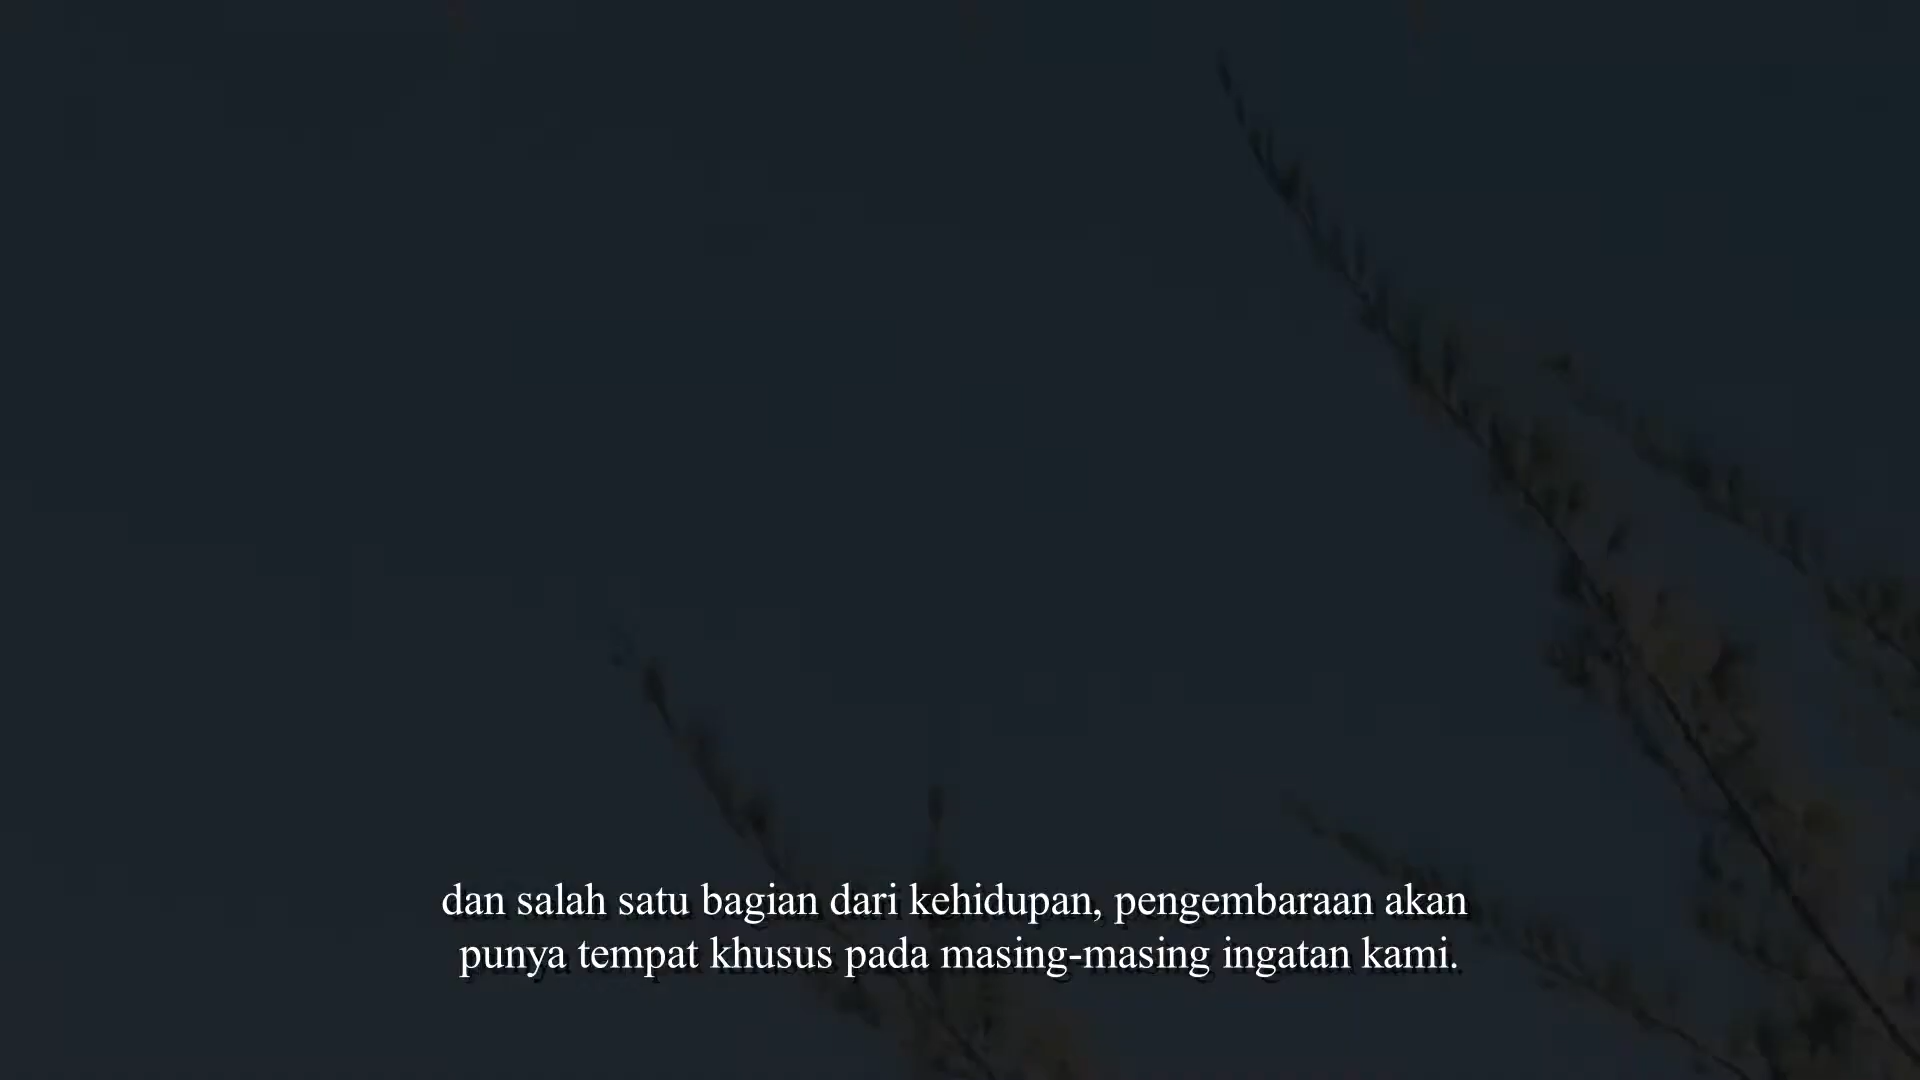 dan salah satu bagian dari kehidupan, pengembaraan akan
punya tempat khusus pada masing-masing ingatan kami.